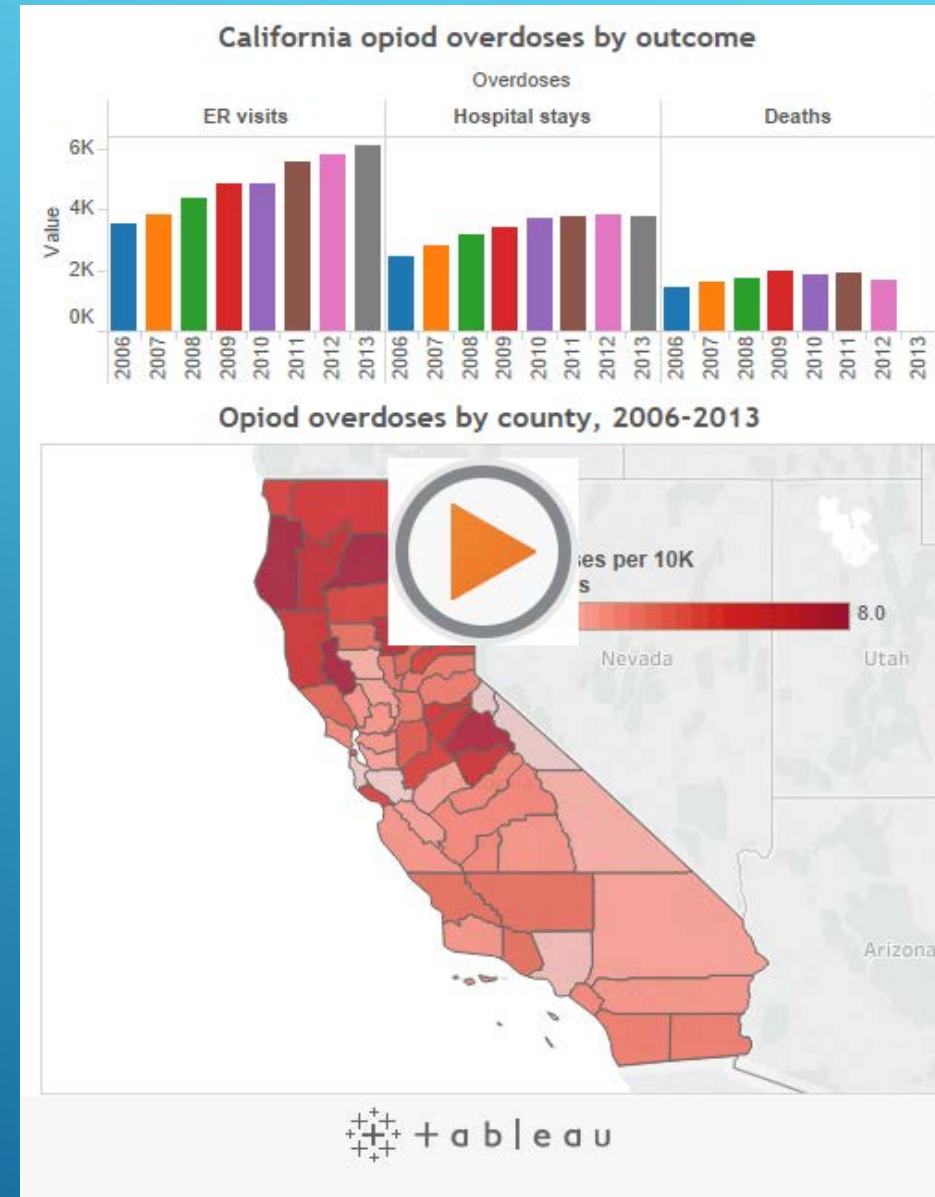 California opiod overdoses by outcome
Overdoses
ER visits Hospital stays Deaths
6K
4K
2K
0K
Value
2006 2007 2008 2009 2010 2011 2012 2013 2006 2007 2008 2009 2010 2011 2012 2013 2006 2007 2008 2009 2010 2011 2012 2013
Opiod overdoses by county, 2006-2013
per 10K
8.0
Nevada Utah
Arizona
+ableau